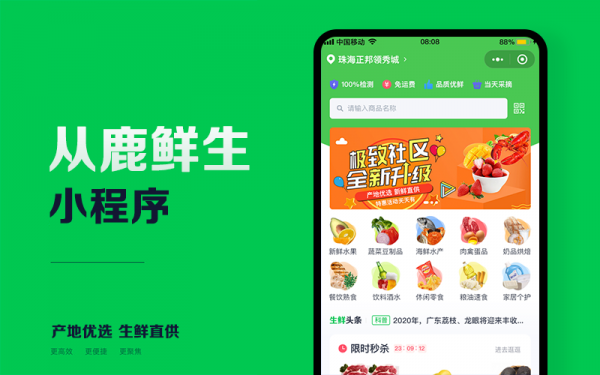 从鹿鲜生
小程序
产地优选 生鲜直供
更高效 更便捷 更聚焦
中国移动 08:08 88%
珠海正邦领秀城
100%检测 免运费 品质优鲜 当天采摘
请输入商品名称
极致社区
全新升级
产地优选 新鲜直供
特惠活动天天有
新鲜水果 蔬菜豆制品 海鲜水产 肉禽蛋品 奶品烘焙
餐饮熟食 饮料酒水 休闲零食 粮油速食 家居个护
生鲜头条 科普 2020年，广东荔枝、龙眼将迎来丰收...
限时秒杀 23:09:12 进去逛逛